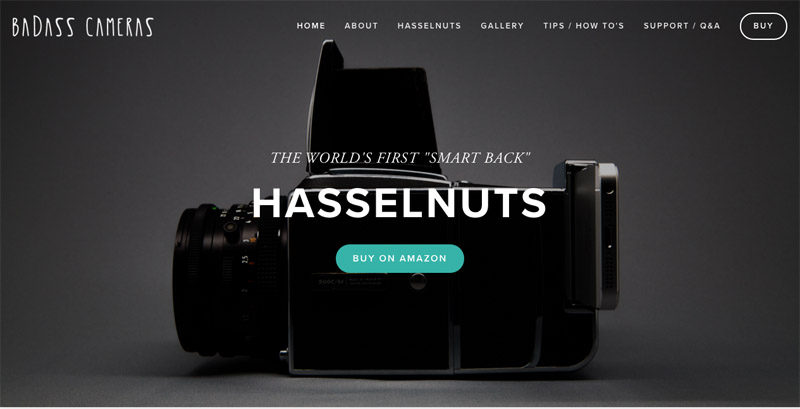 BADASS CAMERAS
HOME ABOUT HASSELNUTS GALLERY TIPS / HOW TO'S SUPPORT / Q&A BUY
THE WORLD'S FIRST "SMART BACK"
HASSELNUTS
BUY ON AMAZON